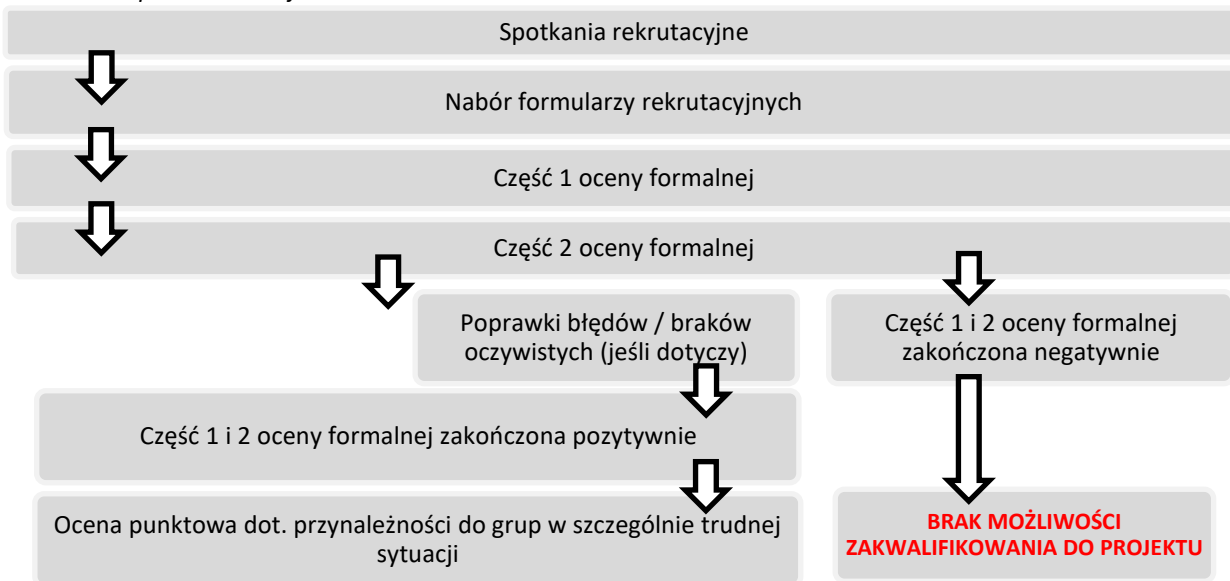 Spotkania rekrutacyjne
Nabór formularzy rekrutacyjnych
Część 1 oceny formalnej
Część 2 oceny formalnej
Poprawki błędów / braków
oczywistych (jeśli dotyczy)
Część 1 i 2 oceny formalnej
zakończona negatywnie
Część 1 i 2 oceny formalnej zakończona pozytywnie
Ocena punktowa dot. przynależności do grup w szczególnie trudnej
sytuacji
BRAK MOŻLIWOŚCI
ZAKWALIFIKOWANIA DO PROJEKTU